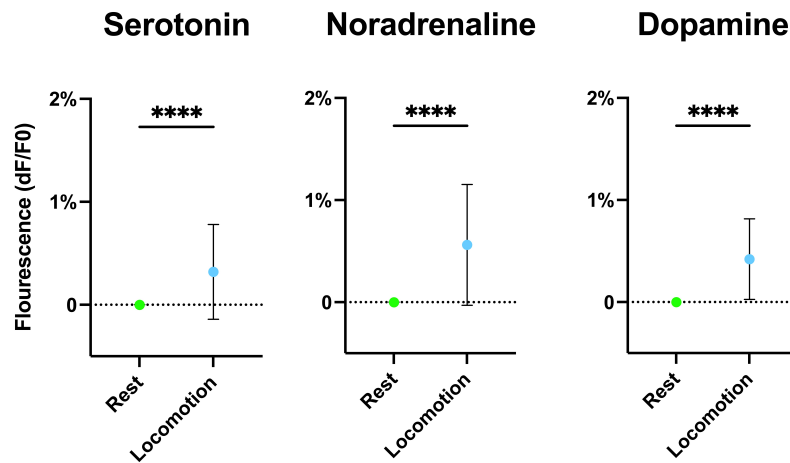 Serotonin Noradrenaline Dopamine
2% **** 2% **** 2% ****
1% 1% 1%
0 0 0
Flourescence (dF/F0)
Rest Locomotion Rest Locomotion Rest Locomotion